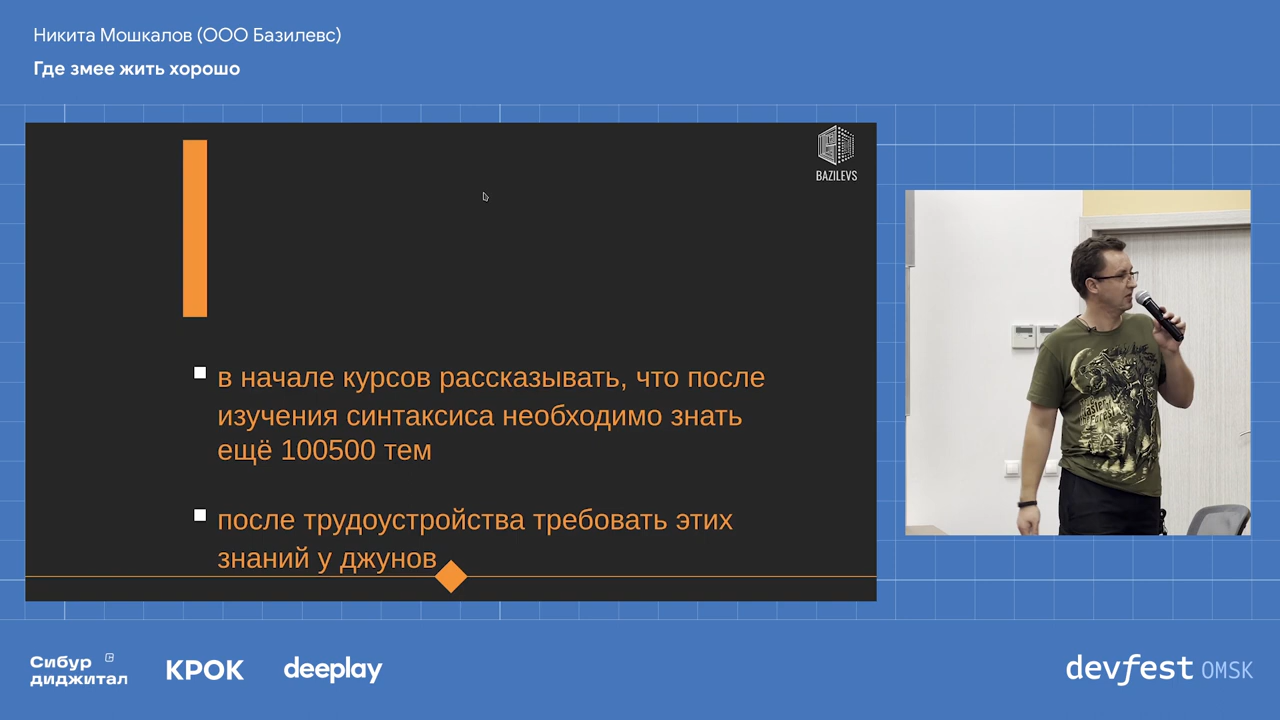 Никита Мошкалов (ООО Базилевс)
Где змее жить хорошо
BAZILEVS
в начале курсов рассказывать, что после
изучения синтаксиса необходимо знать
ещё 100500 тем
после трудоустройства требовать этих
знаний у джунов
Сибур
диджитал
КРОК
deeplay
devfest OMSK